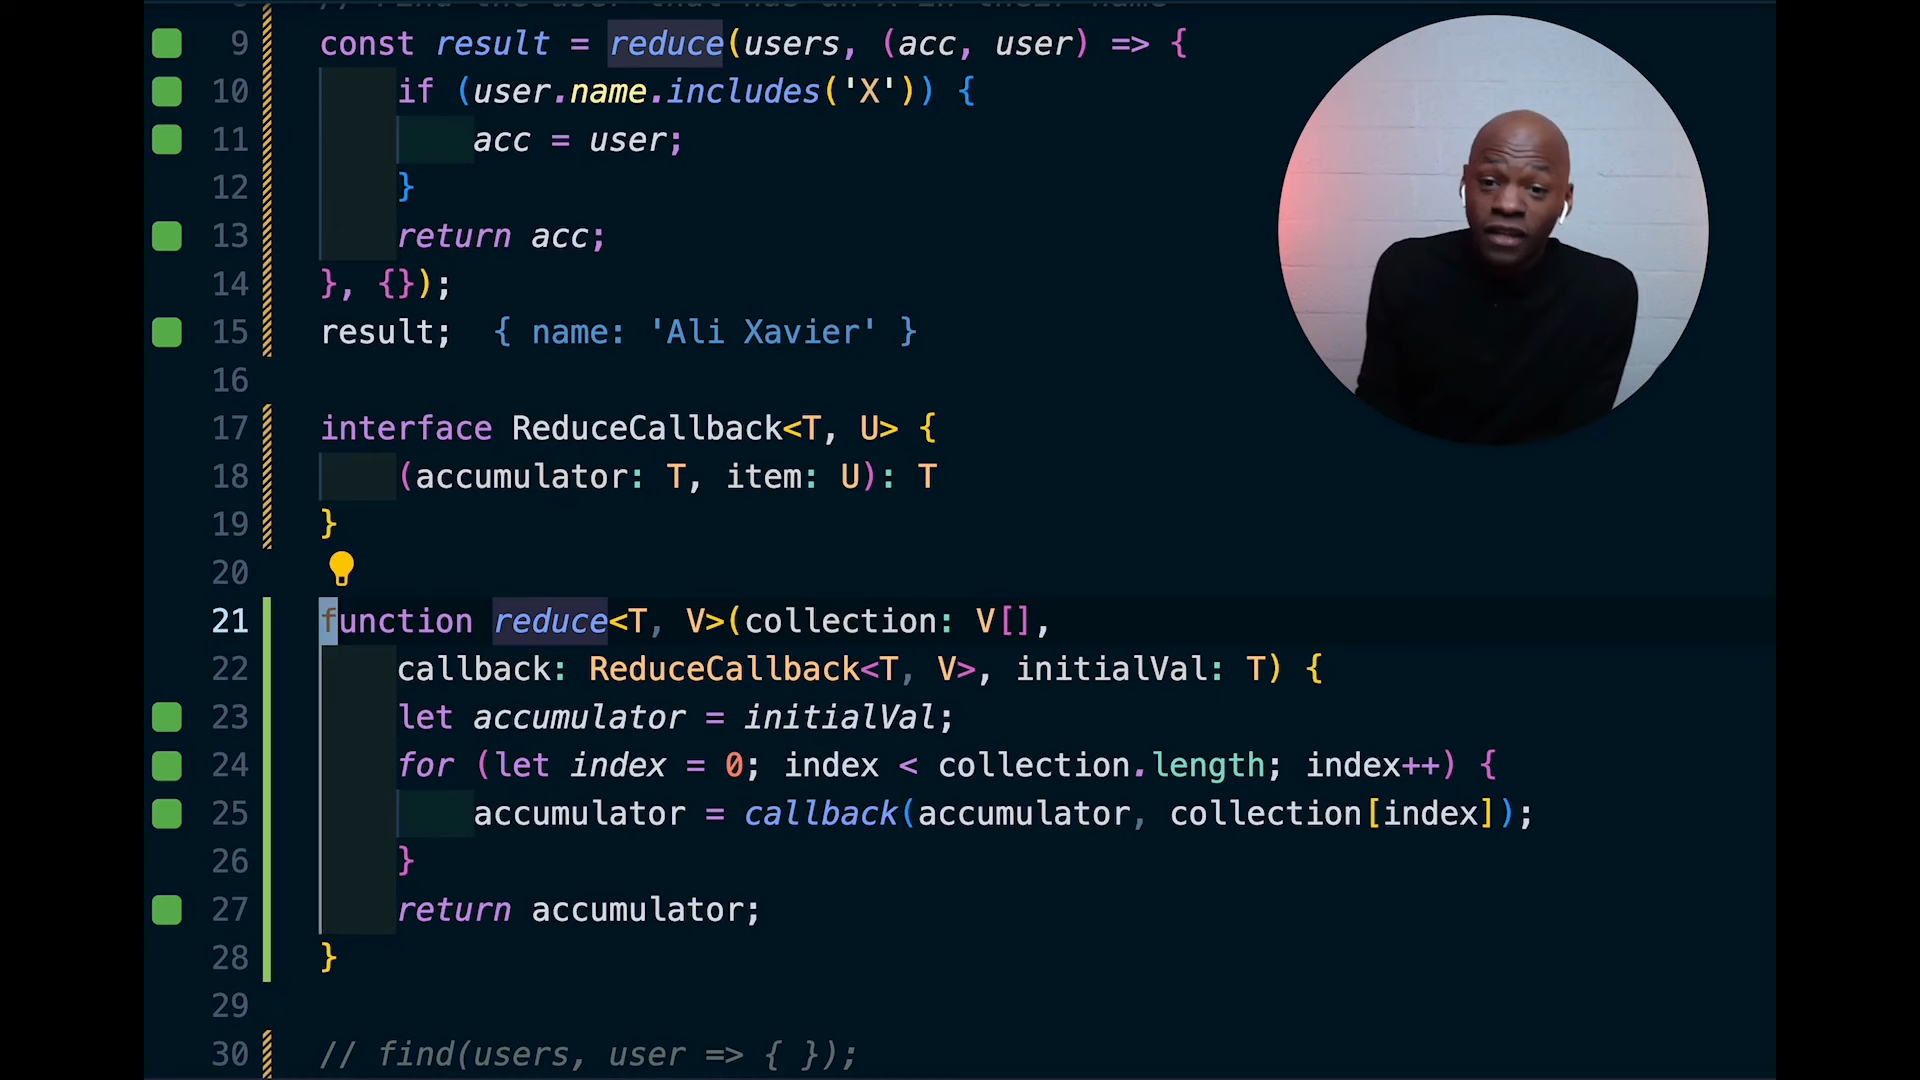 9 const result = reduce(users, (acc, user) => {
10 if (user.name.includes('X')) {
11 acc = user;
12 }
13 return acc;
14 }, {});
15 result; { name: 'Ali Xavier' }
16
17 interface ReduceCallback<T, U> {
18 (accumulator: T, item: U): T
19 }
20
21 function reduce<T, V>(collection: V[],
22 callback: ReduceCallback<T, V>, initialVal: T) {
23 let accumulator = initialVal;
24 for (let index = 0; index < collection.length; index++) {
25 accumulator = callback(accumulator, collection[index]);
26 }
27 return accumulator;
28 }
29
30 // find(users, user => { });